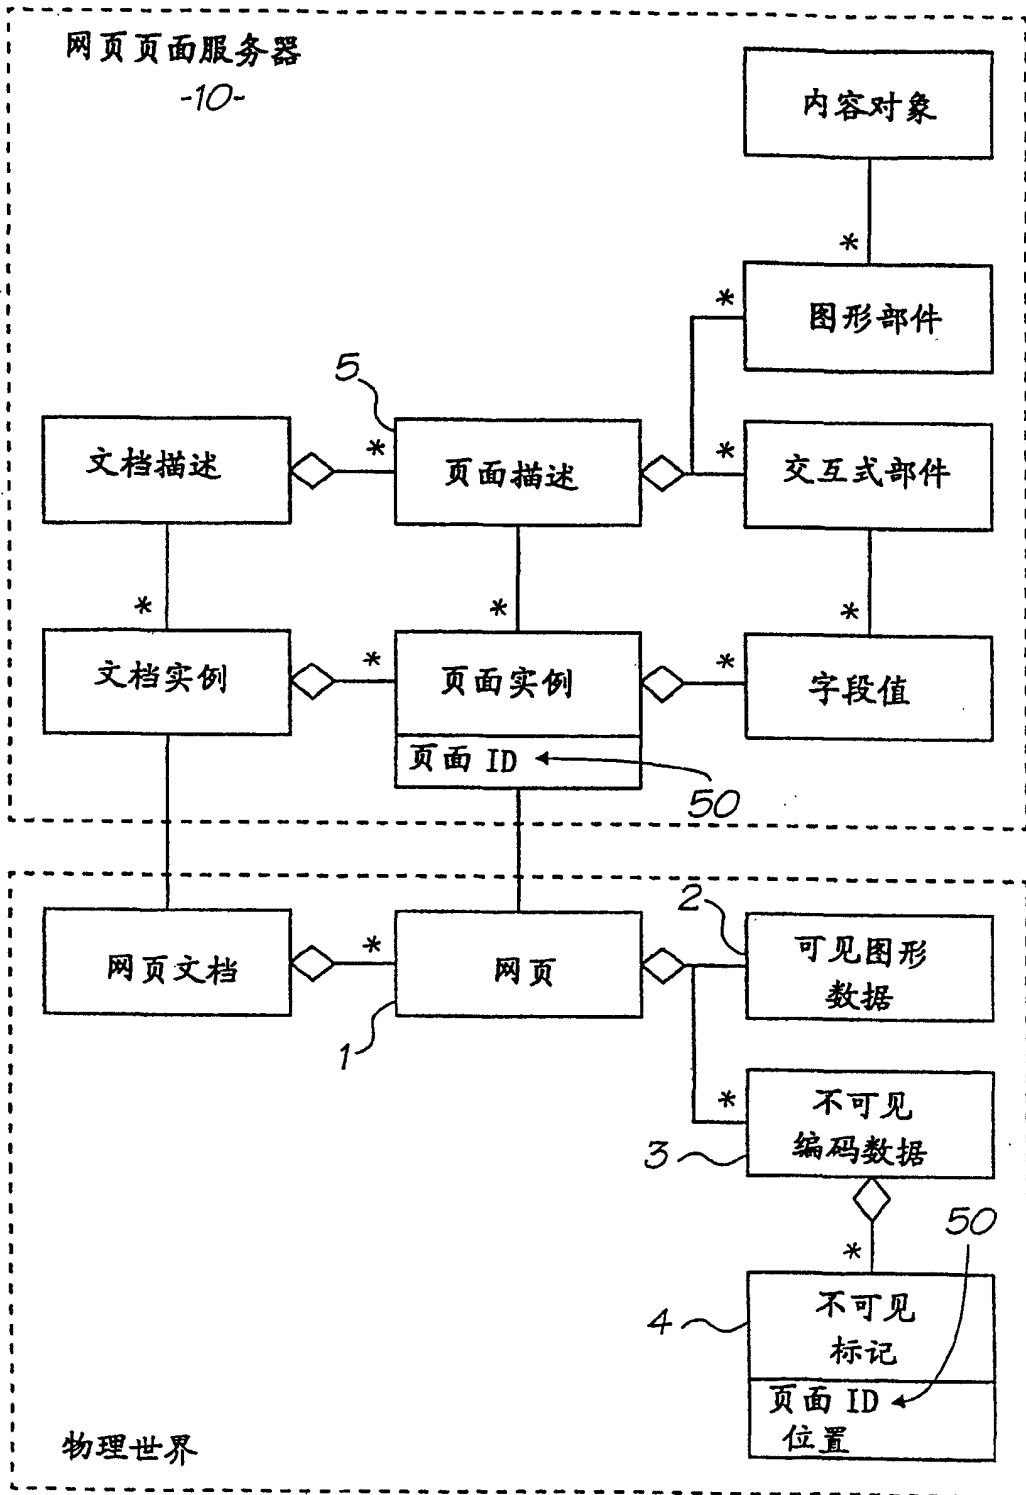 网页页面服务器
-10-
内容对象
*
*
图形部件
5
文档描述
*
页面描述
*
交互式部件
*
*
*
文档实例
*
页面实例
*
字段值
页面 ID
50
2
网页文档
*
网页
可见图形
数据
1
*
不可见
编码数据
3
50
*
不可见
标记
4
页面 ID
位置
物理世界